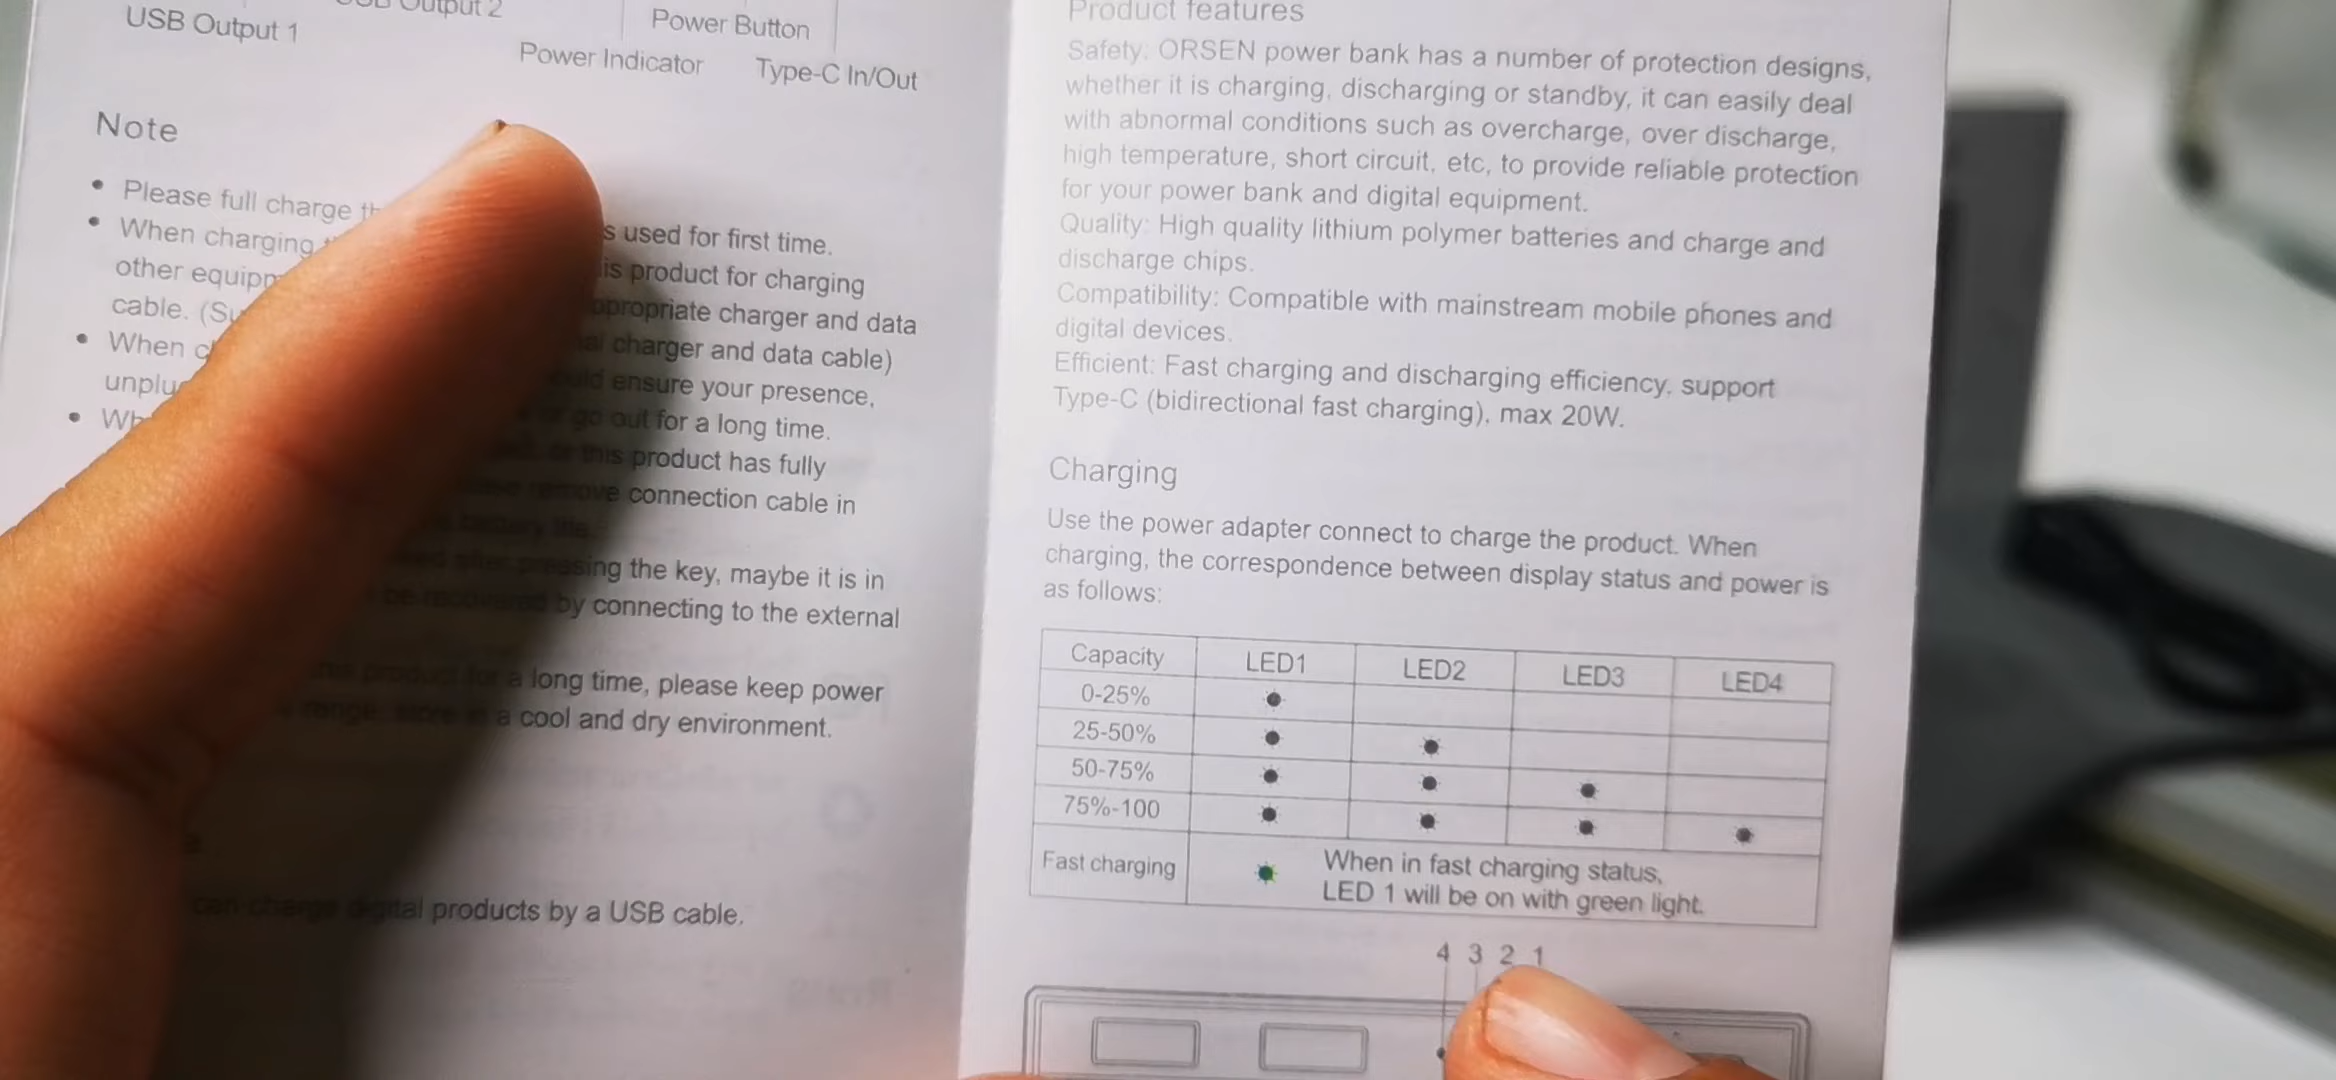 USB Output 1
Output 2
Power Button
Power Indicator
Type-C In/Out
Note
• Please full charge
s used for first time.
• When charging
is product for charging
other
propriate charger and data
cable.
charger and data cable)
• When
ensure your presence,
go out for a long time.
•
this product has fully
remove connection cable in
the key, maybe it is in
by connecting to the external
a long time, please keep power
a cool and dry environment.
can charge digital products by a USB cable.
Product features
Safety: ORSEN power bank has a number of protection designs,
whether it is charging, discharging or standby, it can easily deal
with abnormal conditions such as overcharge, over discharge,
high temperature, short circuit, etc, to provide reliable protection
for your power bank and digital equipment.
Quality: High quality lithium polymer batteries and charge and
discharge chips.
Compatibility: Compatible with mainstream mobile phones and
digital devices.
Efficient: Fast charging and discharging efficiency, support
Type-C (bidirectional fast charging), max 20W.
Charging
Use the power adapter connect to charge the product. When
charging, the correspondence between display status and power is
as follows:
Capacity LED1 LED2 LED3 LED4
0-25%
25-50%
50-75%
75%-100
Fast charging
When in fast charging status,
LED 1 will be on with green light.
4 3 2 1